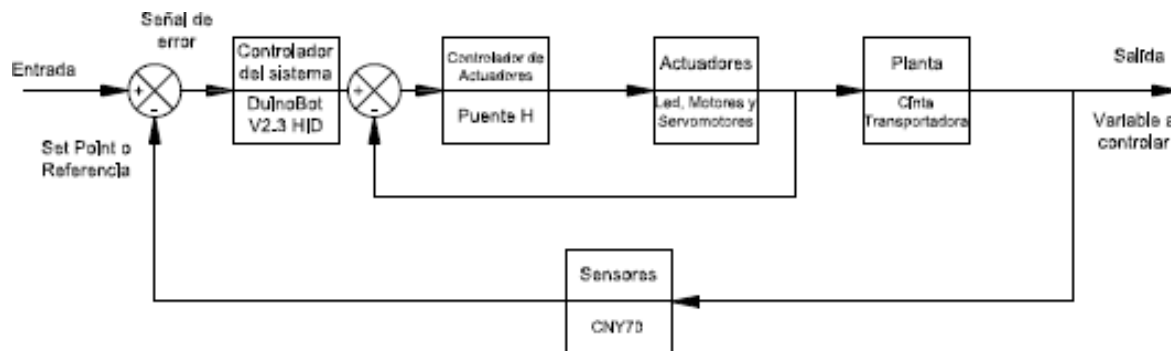 Señal de
error
Entrada
+
-
Set Point o
Referencia
Controlador
del sistema
DuinoBot
V2.3 HID
+
-
Controlador de
Actuadores
Puente H
Actuadores
Led, Motores y
Servomotores
Planta
Cinta
Transportadora
Salida
Variable a
controlar
Sensores
CNY70